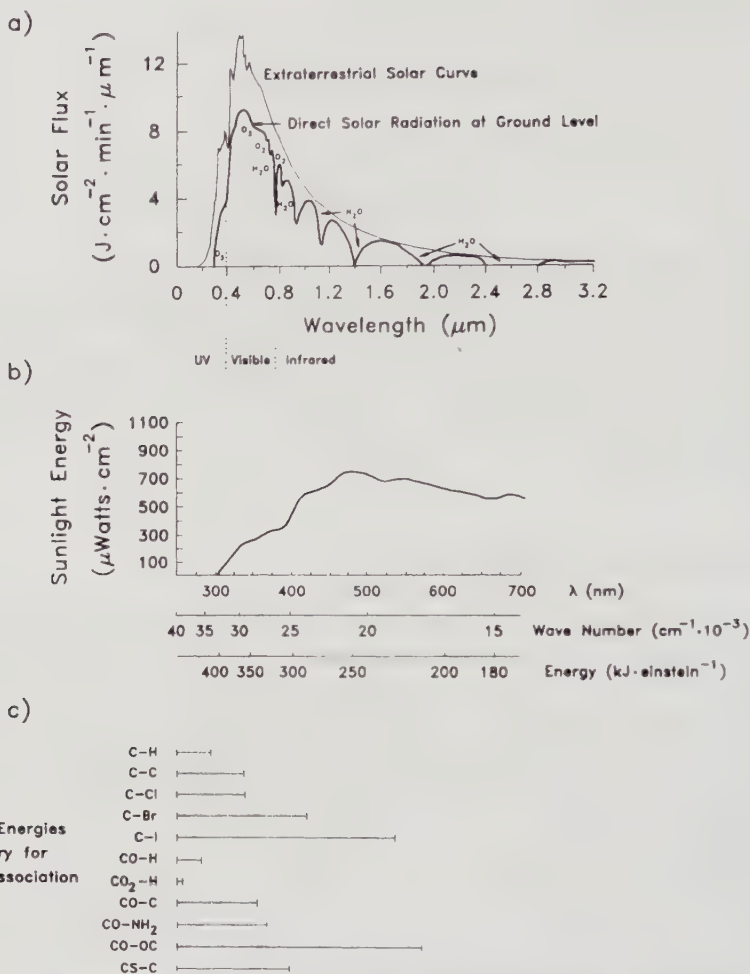 a)
Solar Flux
(J·cm⁻²·min⁻¹·μm⁻¹)
12
8
4
0
Extraterrestrial Solar Curve
Direct Solar Radiation at Ground Level
O₃
O₂
O₂
H₂O
H₂O
H₂O
H₂O
O₃
0 0.4 0.8 1.2 1.6 2.0 2.4 2.8 3.2
Wavelength (μm)
UV Visible Infrared
b)
Sunlight Energy
(μWatts·cm⁻²)
1100
900
700
500
300
100
300 400 500 600 700 λ (nm)
40 35 30 25 20 15 Wave Number (cm⁻¹·10⁻³)
400 350 300 250 200 180 Energy (kJ·einstein⁻¹)
c)
C-H
C-C
C-Cl
C-Br
Energies
C-I
ry for
CO-H
ssociation
CO₂-H
CO-C
CO-NH₂
CO-OC
CS-C